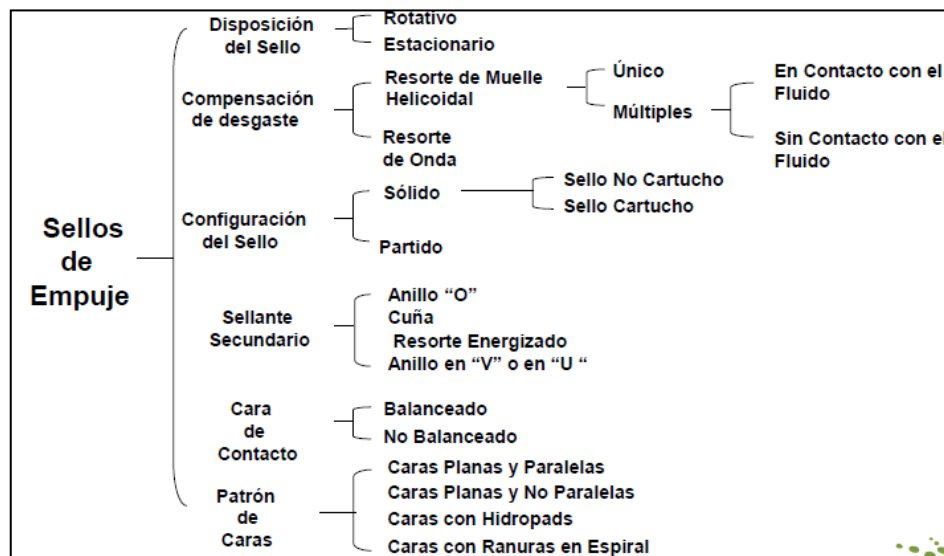 Sellos
de
Empuje
Disposición
del Sello
Rotativo
Estacionario
Compensación
de desgaste
Resorte de Muelle
Helicoidal
Único
Múltiples
En Contacto con el
Fluido
Sin Contacto con el
Fluido
Resorte
de Onda
Configuración
del Sello
Sólido
Sello No Cartucho
Sello Cartucho
Partido
Sellante
Secundario
Anillo “O”
Cuña
Resorte Energizado
Anillo en “V” o en “U “
Cara
de
Contacto
Balanceado
No Balanceado
Patrón
de
Caras
Caras Planas y Paralelas
Caras Planas y No Paralelas
Caras con Hidropads
Caras con Ranuras en Espiral